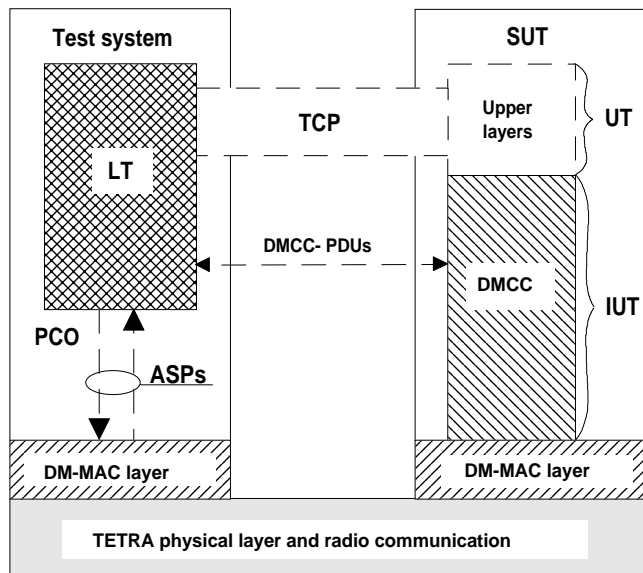 Test system
SUT
Upper
layers
UT
TCP
LT
DMCC- PDUs
DMCC
IUT
PCO
ASPs
DM-MAC layer
DM-MAC layer
TETRA physical layer and radio communication